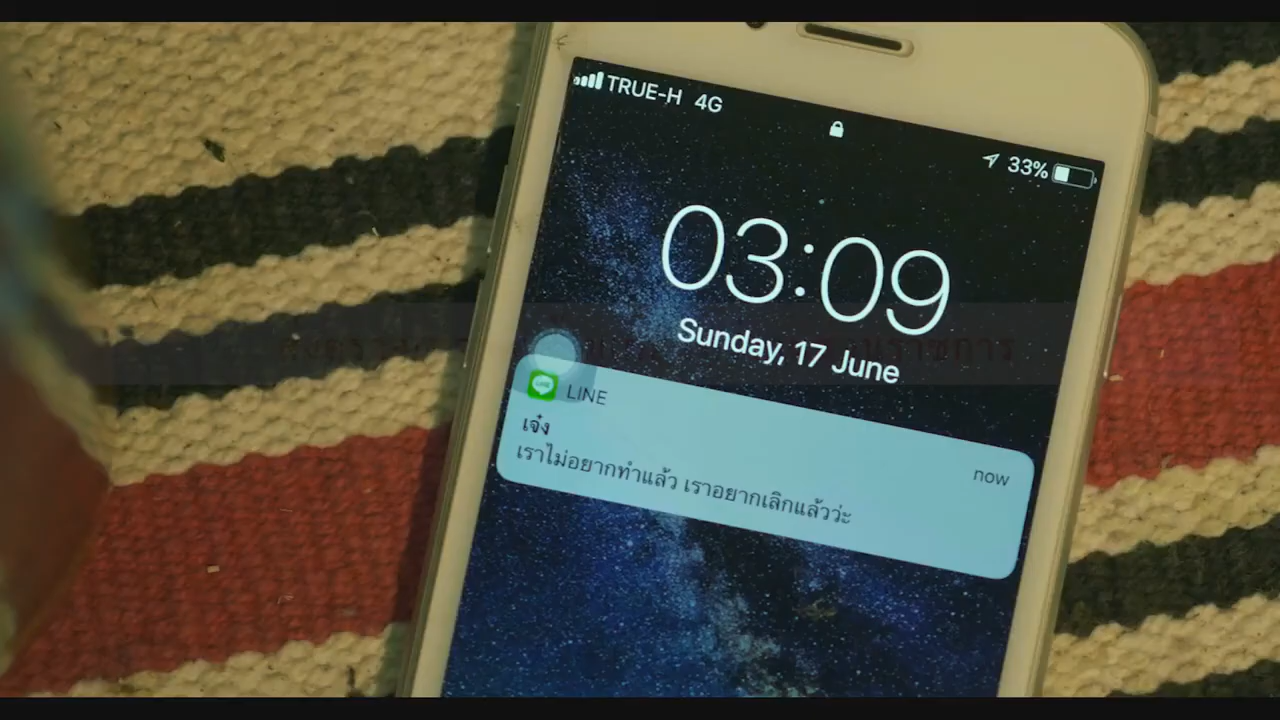 TRUE-H 4G
33%
03:09
Sunday, 17 June
LINE
เจ๋ง
now
เราไม่อยากทำแล้ว เราอยากเลิกแล้วว่ะ